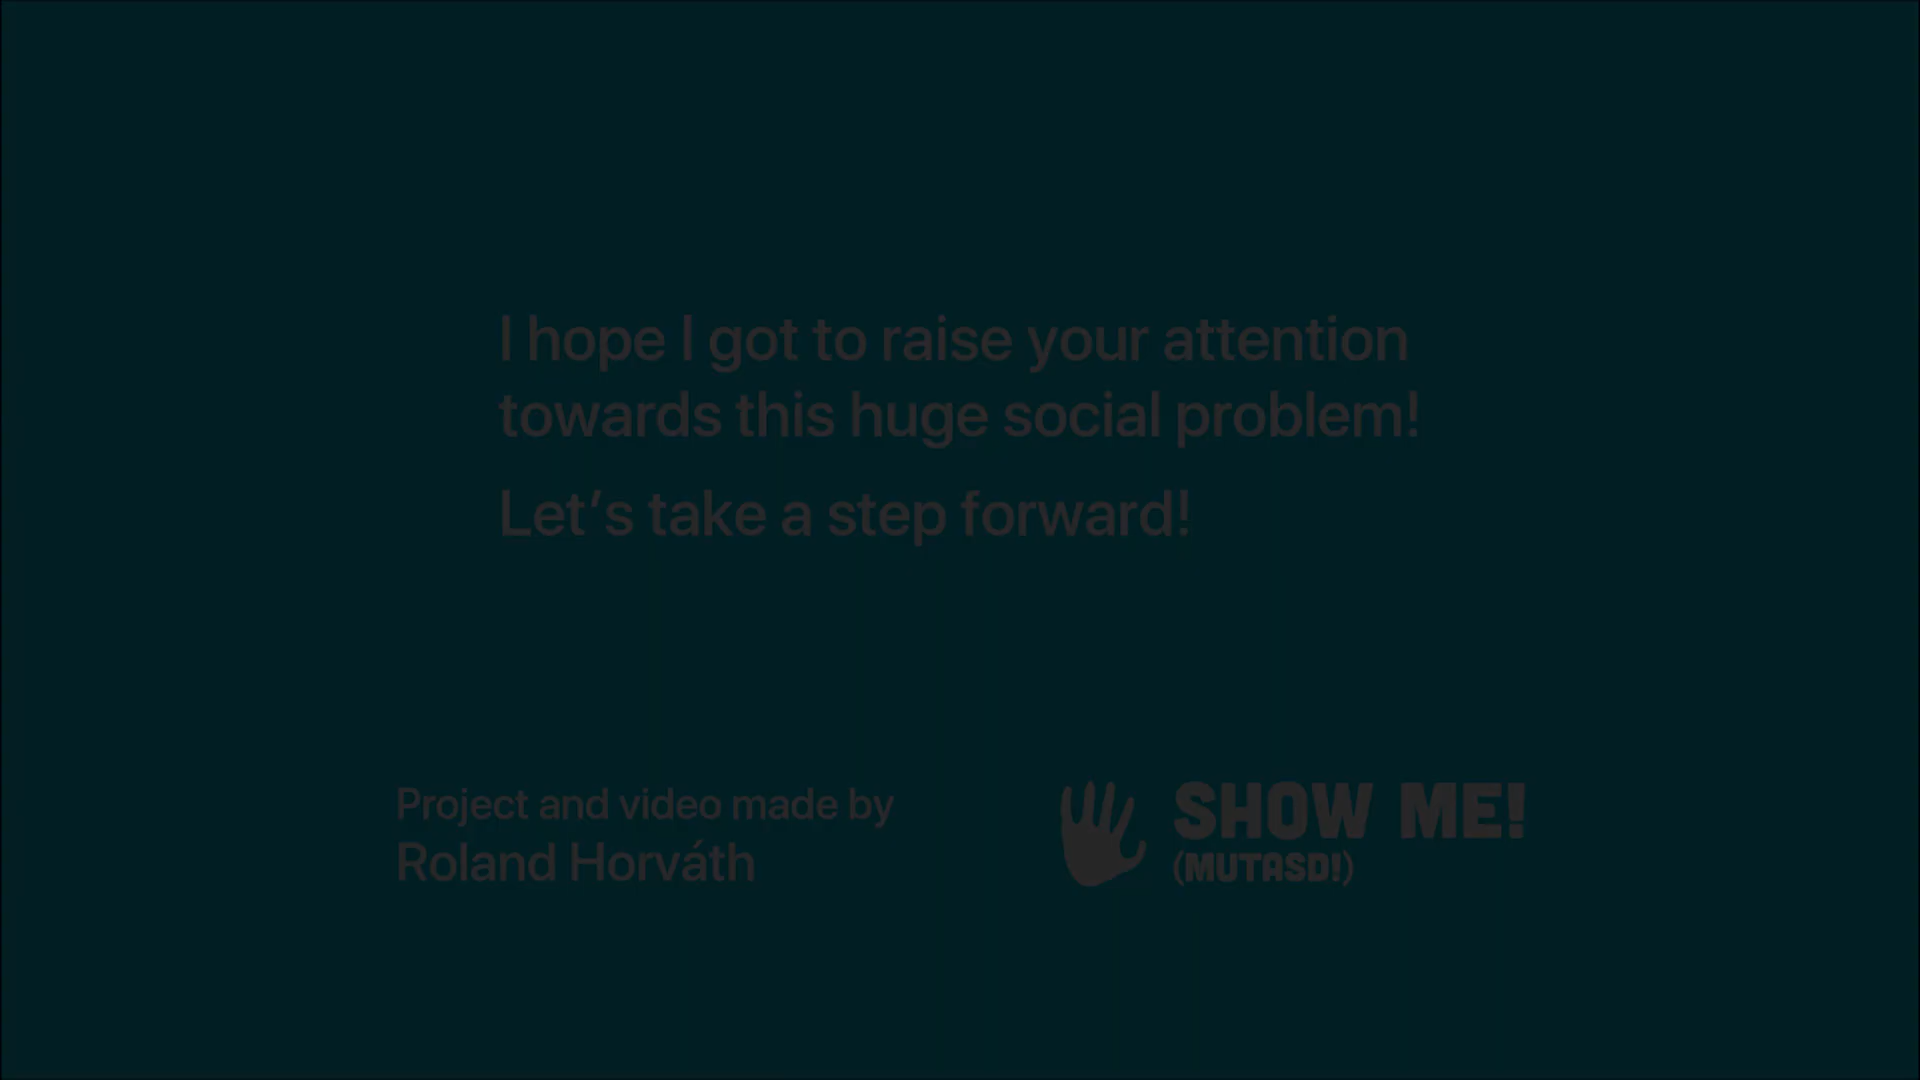 I hope I got to raise your attention
towards this huge social problem!
Let’s take a step forward!
Project and video made by
Roland Horváth
SHOW ME!
(MUTASD!)